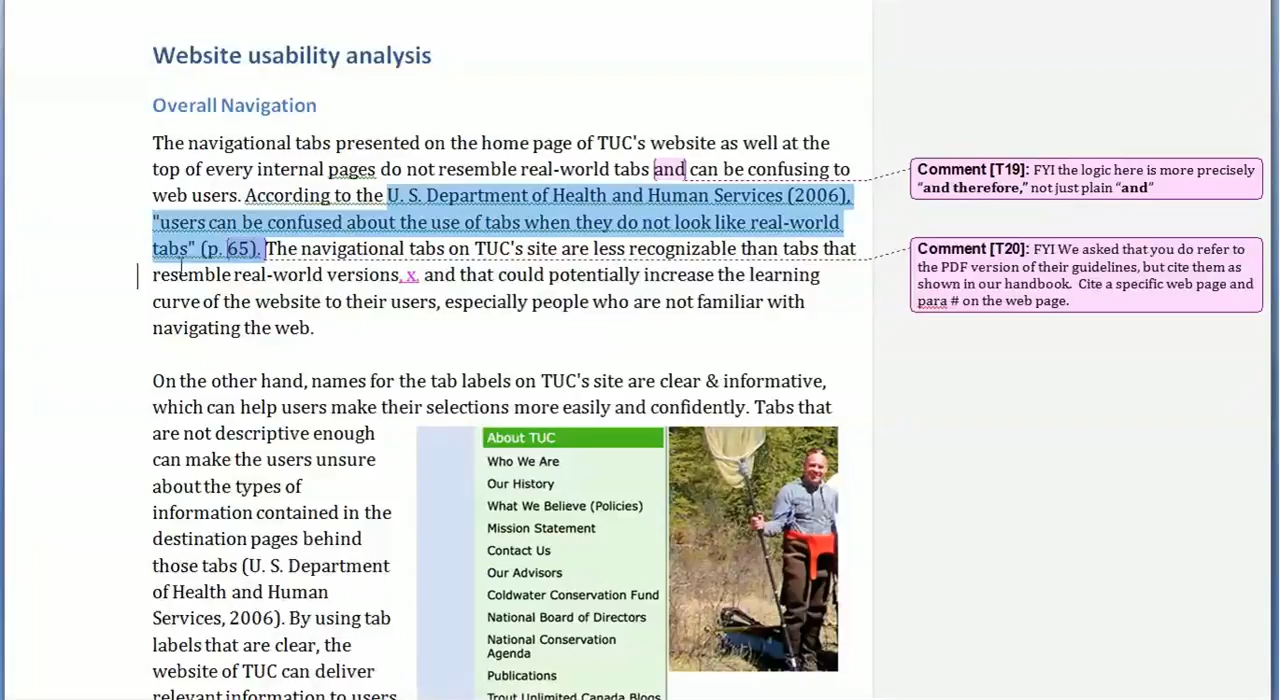 Website usability analysis
Overall Navigation
The navigational tabs presented on the home page of TUC's website as well at the
top of every internal pages do not resemble real-world tabs and can be confusing to
web users. According to the U. S. Department of Health and Human Services (2006),
"users can be confused about the use of tabs when they do not look like real-world
tabs" (p. 65). The navigational tabs on TUC's site are less recognizable than tabs that
resemble real-world versions, x, and that could potentially increase the learning
curve of the website to their users, especially people who are not familiar with
navigating the web.
On the other hand, names for the tab labels on TUC's site are clear & informative,
which can help users make their selections more easily and confidently. Tabs that
are not descriptive enough
can make the users unsure
about the types of
information contained in the
destination pages behind
those tabs (U. S. Department
of Health and Human
Services, 2006). By using tab
labels that are clear, the
website of TUC can deliver
relevant information to users
About TUC
Who We Are
Our History
What We Believe (Policies)
Mission Statement
Contact Us
Our Advisors
Coldwater Conservation Fund
National Board of Directors
National Conservation
Agenda
Publications
Trout Unlimited Canada Blogs
Comment [T19]: FYI the logic here is more precisely
"and therefore," not just plain "and"
Comment [T20]: FYI We asked that you do refer to
the PDF version of their guidelines, but cite them as
shown in our handbook. Cite a specific web page and
para # on the web page.